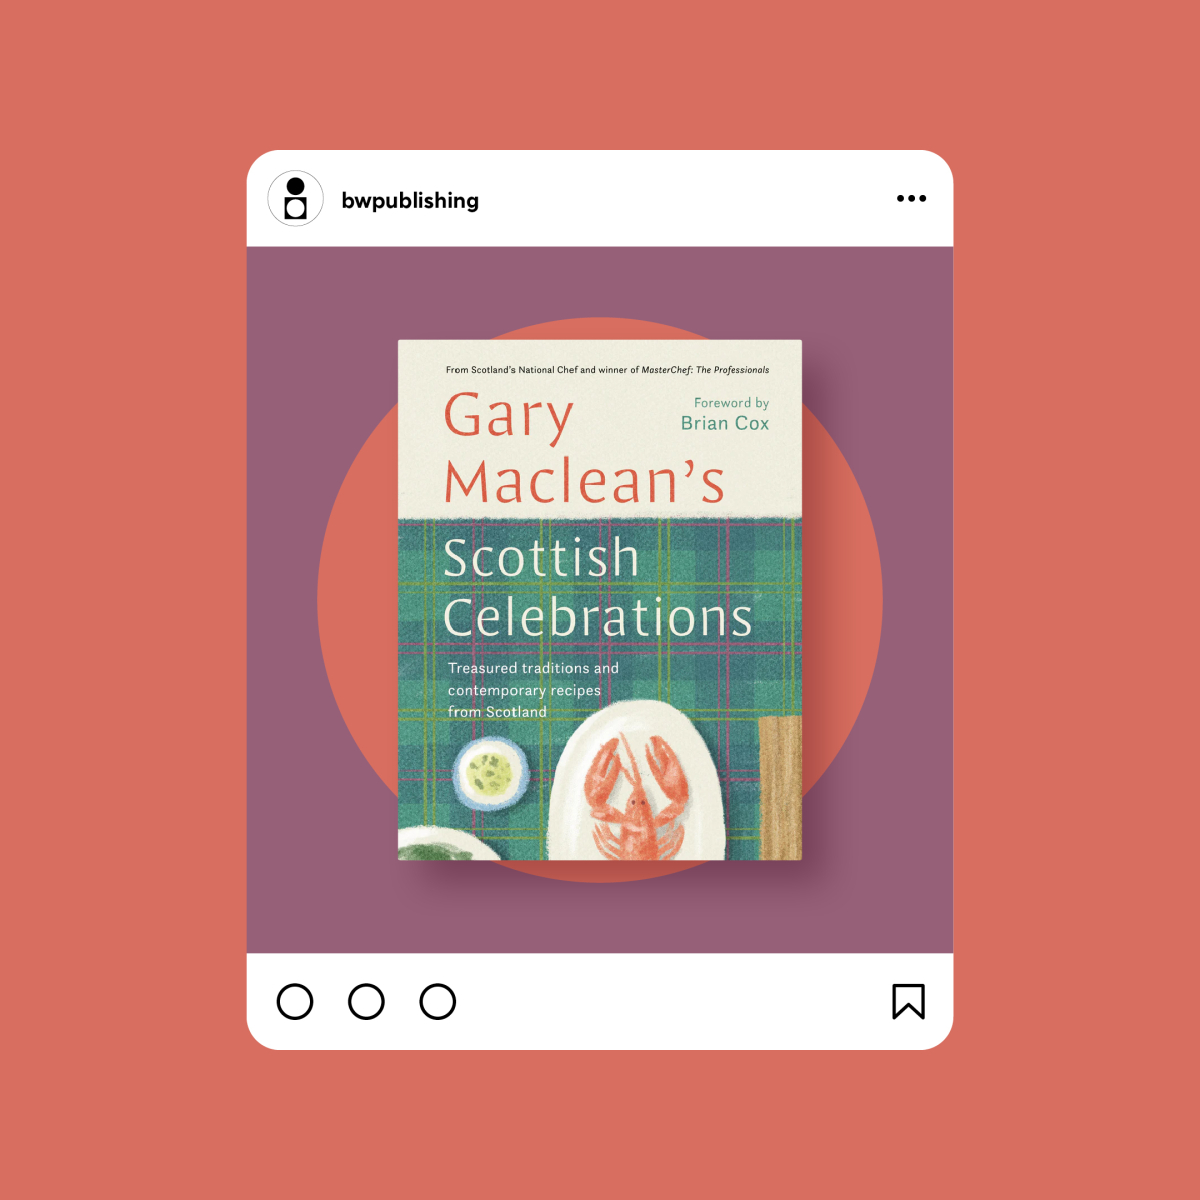 bwpublishing
From Scotland's National Chef and winner of MasterChef: The Professionals
Foreword by
Brian Cox
Gary
Maclean's
Scottish
Celebrations
Treasured traditions and
contemporary recipes
from Scotland